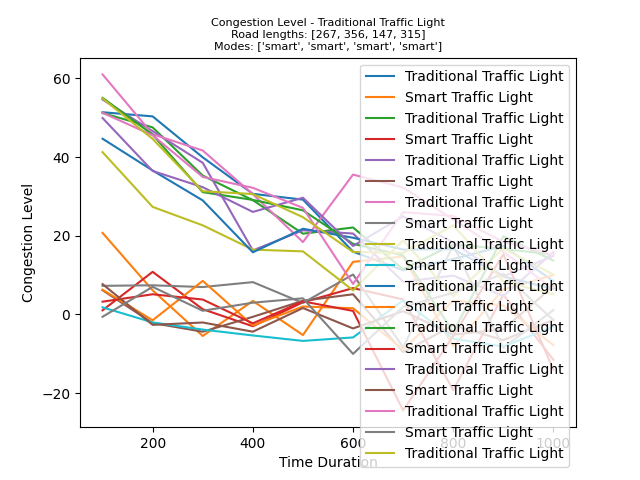 Congestion Level - Traditional Traffic Light
Road lengths: [267, 356, 147, 315]
Modes: ['smart', 'smart', 'smart', 'smart']
Congestion Level
60
40
20
0
−20
Traditional Traffic Light
Smart Traffic Light
Traditional Traffic Light
Smart Traffic Light
Traditional Traffic Light
Smart Traffic Light
Traditional Traffic Light
Smart Traffic Light
Traditional Traffic Light
Smart Traffic Light
Traditional Traffic Light
Smart Traffic Light
Traditional Traffic Light
Smart Traffic Light
Traditional Traffic Light
Smart Traffic Light
Traditional Traffic Light
Smart Traffic Light
Traditional Traffic Light
200 400 600 800 1000
Time Duration